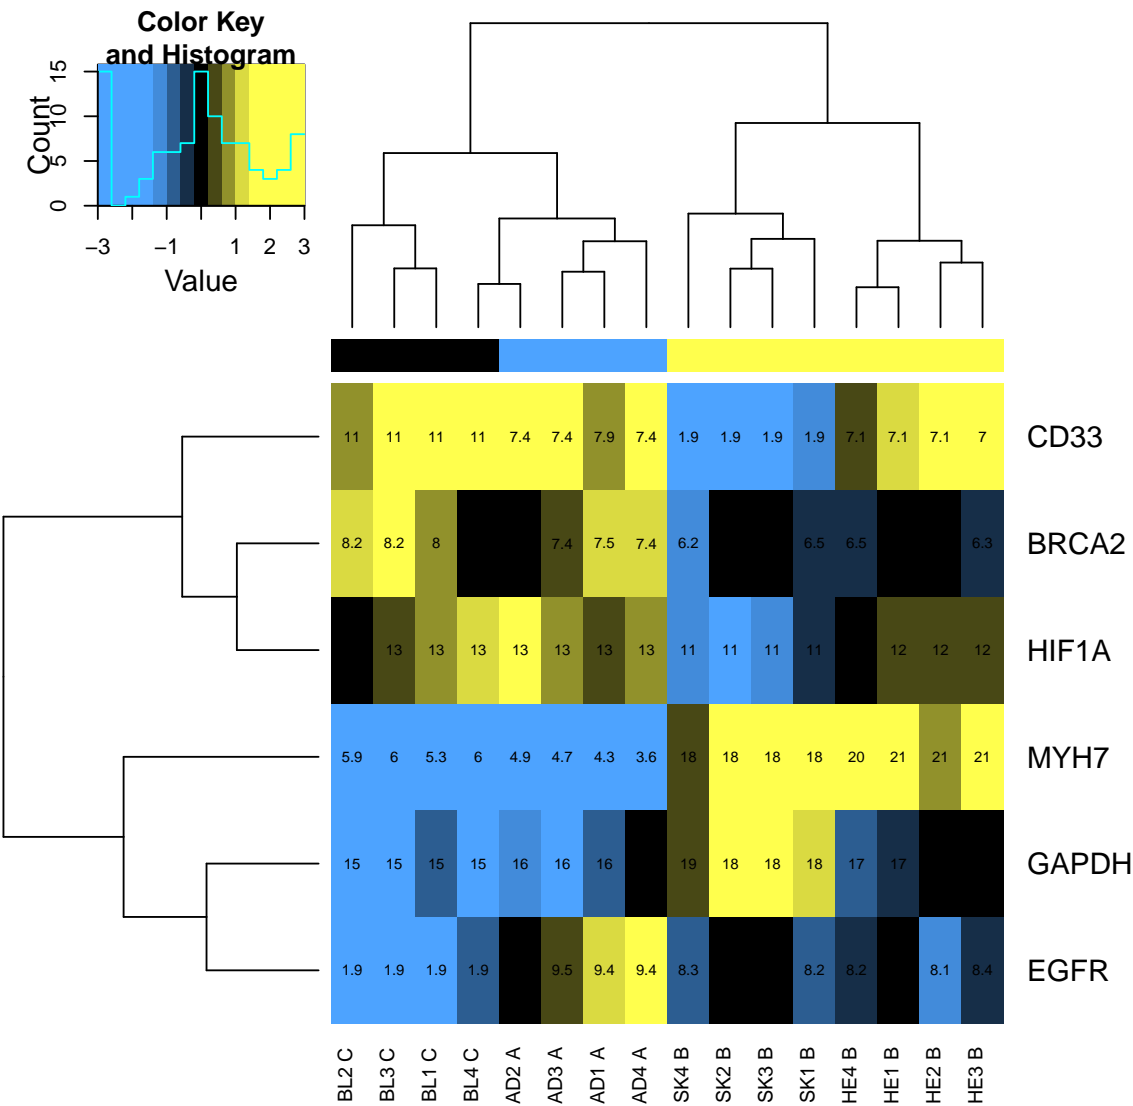 Color Key
and Histogram
Count
0 5 10 15
−3 −1 1 2 3
Value
11 11 11 11 7.4 7.4 7.9 7.4 1.9 1.9 1.9 1.9 7.1 7.1 7.1 7 CD33
8.2 8.2 8 7.4 7.5 7.4 6.2 6.5 6.5 6.3 BRCA2
13 13 13 13 13 13 13 11 11 11 11 12 12 12 HIF1A
5.9 6 5.3 6 4.9 4.7 4.3 3.6 18 18 18 18 20 21 21 21 MYH7
15 15 15 15 16 16 16 19 18 18 18 17 17 GAPDH
1.9 1.9 1.9 1.9 9.5 9.4 9.4 8.3 8.2 8.2 8.1 8.4 EGFR
BL2 C
BL3 C
BL1 C
BL4 C
AD2 A
AD3 A
AD1 A
AD4 A
SK4 B
SK2 B
SK3 B
SK1 B
HE4 B
HE1 B
HE2 B
HE3 B